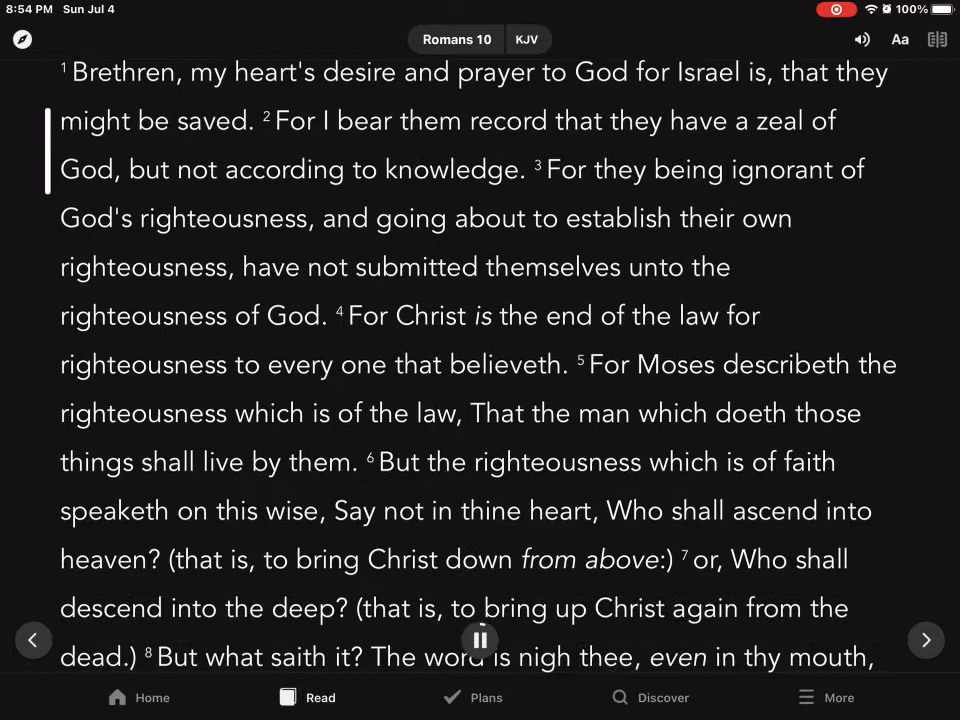 8:54 PM Sun Jul 4 100%
Romans 10 KJV Aa
1 Brethren, my heart's desire and prayer to God for Israel is, that they
might be saved. 2 For I bear them record that they have a zeal of
God, but not according to knowledge. 3 For they being ignorant of
God's righteousness, and going about to establish their own
righteousness, have not submitted themselves unto the
righteousness of God. 4 For Christ is the end of the law for
righteousness to every one that believeth. 5 For Moses describeth the
righteousness which is of the law, That the man which doeth those
things shall live by them. 6 But the righteousness which is of faith
speaketh on this wise, Say not in thine heart, Who shall ascend into
heaven? (that is, to bring Christ down from above:) 7 or, Who shall
descend into the deep? (that is, to bring up Christ again from the
dead.) 8 But what saith it? The word is nigh thee, even in thy mouth,
Home Read Plans Discover More